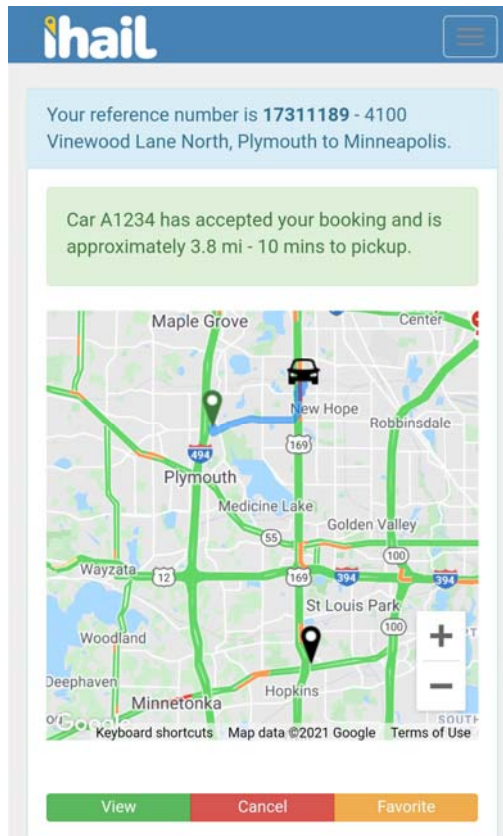 ihail
Your reference number is 17311189 - 4100
Vinewood Lane North, Plymouth to Minneapolis.
Car A1234 has accepted your booking and is
approximately 3.8 mi - 10 mins to pickup.
Maple Grove
Center
New Hope
Robbinsdale
169
494
Plymouth
Medicine Lake
55
Golden Valley
100
Wayzata
12
169
394
394
St Louis Park
100
Woodland
+
Deephaven
−
Hopkins
Minnetonka
SOUTH
Google
Keyboard shortcuts Map data ©2021 Google Terms of Use
View Cancel Favorite